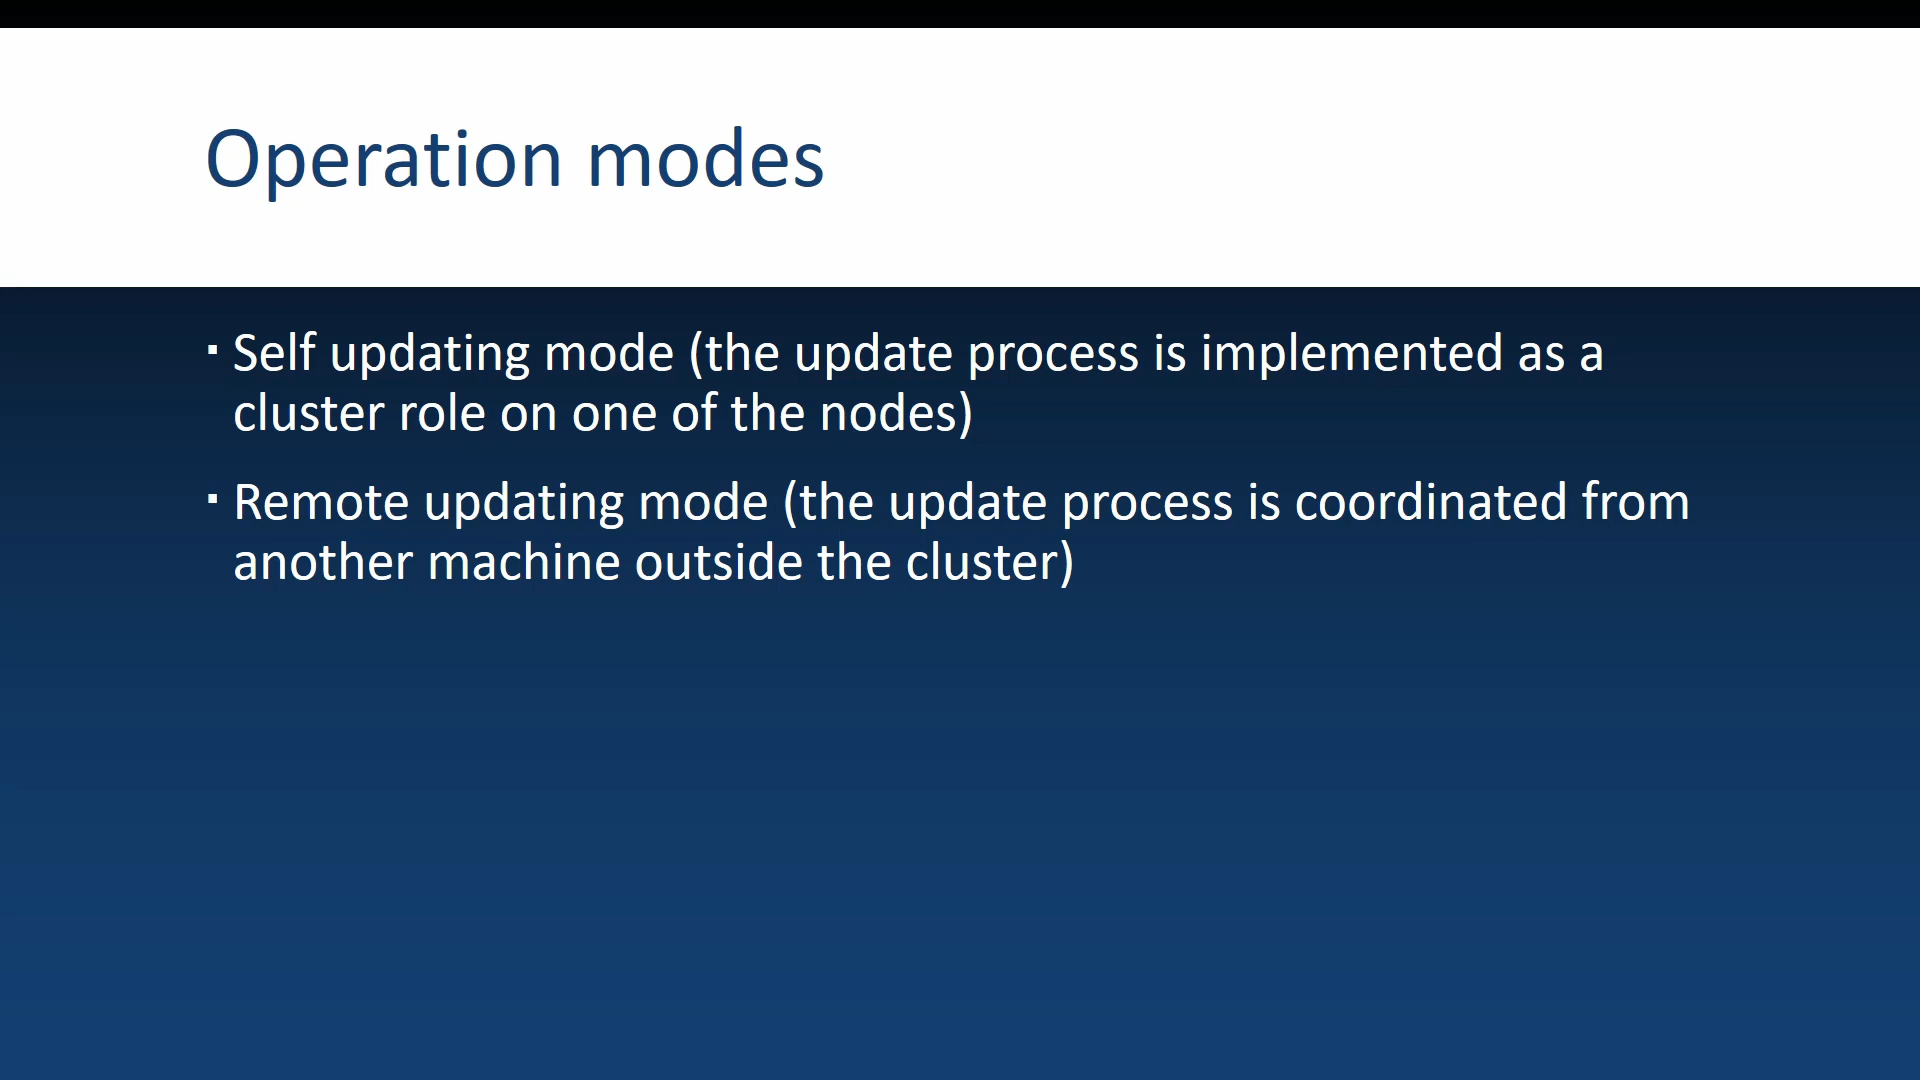 Operation modes
▪ Self updating mode (the update process is implemented as a
cluster role on one of the nodes)
▪ Remote updating mode (the update process is coordinated from
another machine outside the cluster)